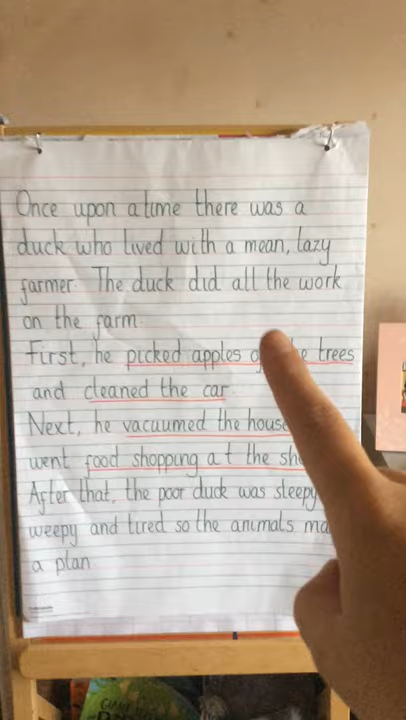 Once upon a time there was a
duck who lived with a mean, lazy
farmer. The duck did all the work
on the farm.
First, he picked apples trees
and cleaned the car
Next, he vacuumed the house
went food shopping at the
After that, the poor duck was sleepy
weepy and tired so the animals
a plan